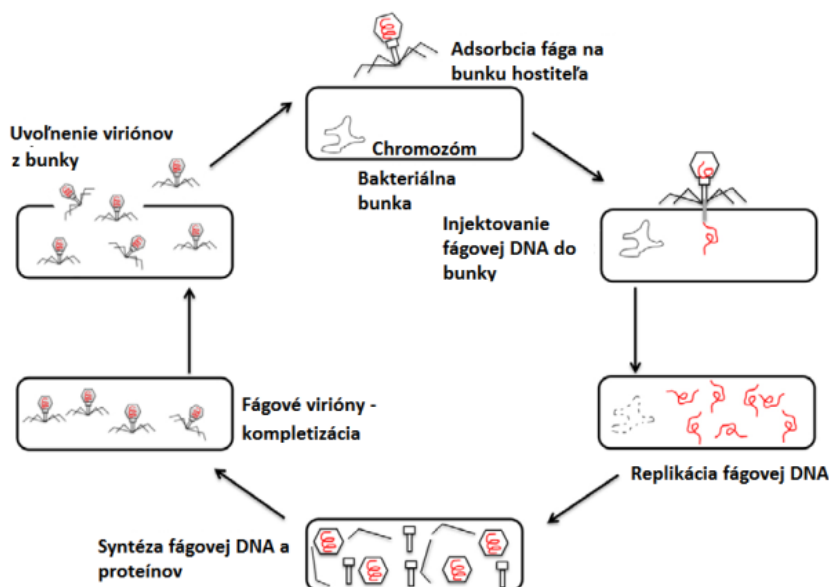 Adsorbcia fága na
bunku hostiteľa
Chromozóm
Bakteriálna
bunka
Injektovanie
fágovej DNA do
bunky
Replikácia fágovej DNA
Syntéza fágovej DNA a
proteínov
Fágové virióny -
kompletizácia
Uvoľnenie viriónov
z bunky